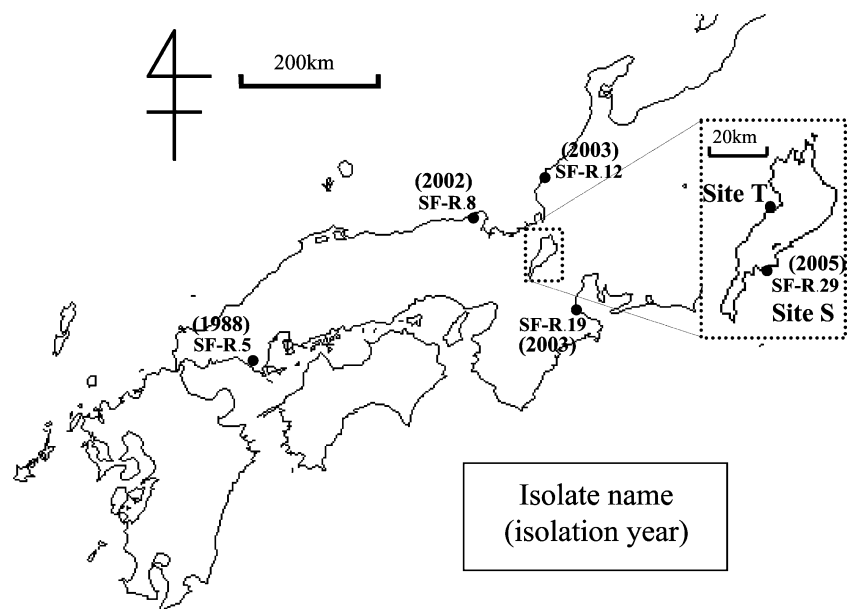 200km
(2003)
SF-R.12
(2002)
SF-R.8
20km
Site T
(2005)
SF-R.29
Site S
(1988)
SF-R.5
SF-R.19
(2003)
Isolate name
(isolation year)